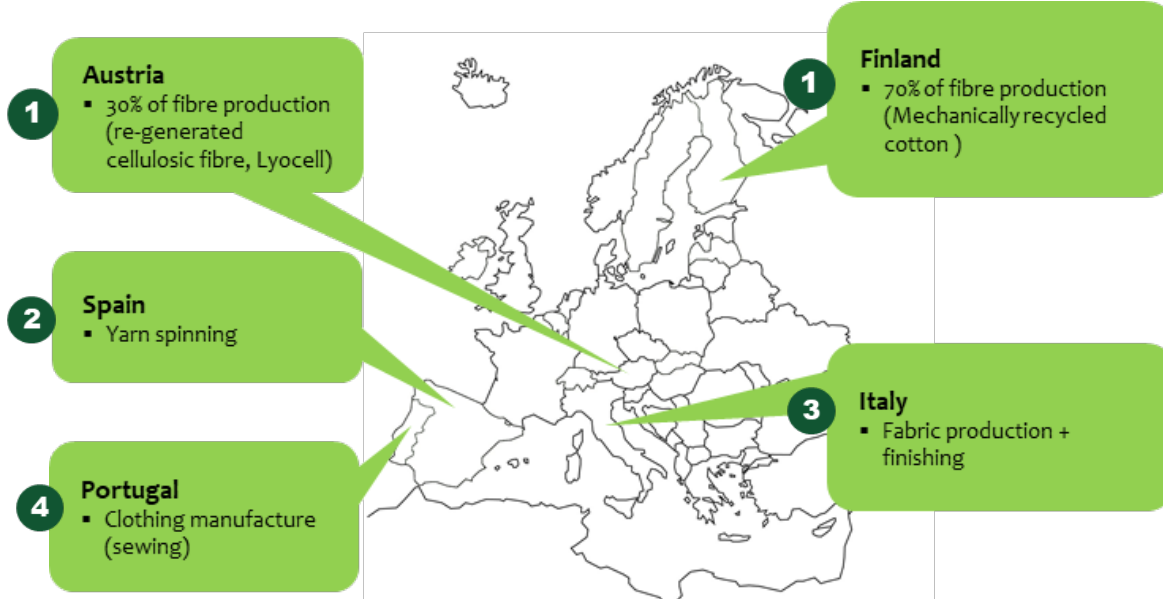 1
Austria
▪ 30% of fibre production
(re-generated
cellulosic fibre, Lyocell)
1
Finland
▪ 70% of fibre production
(Mechanically recycled
cotton )
2
Spain
▪ Yarn spinning
3
Italy
▪ Fabric production +
finishing
4
Portugal
▪ Clothing manufacture
(sewing)